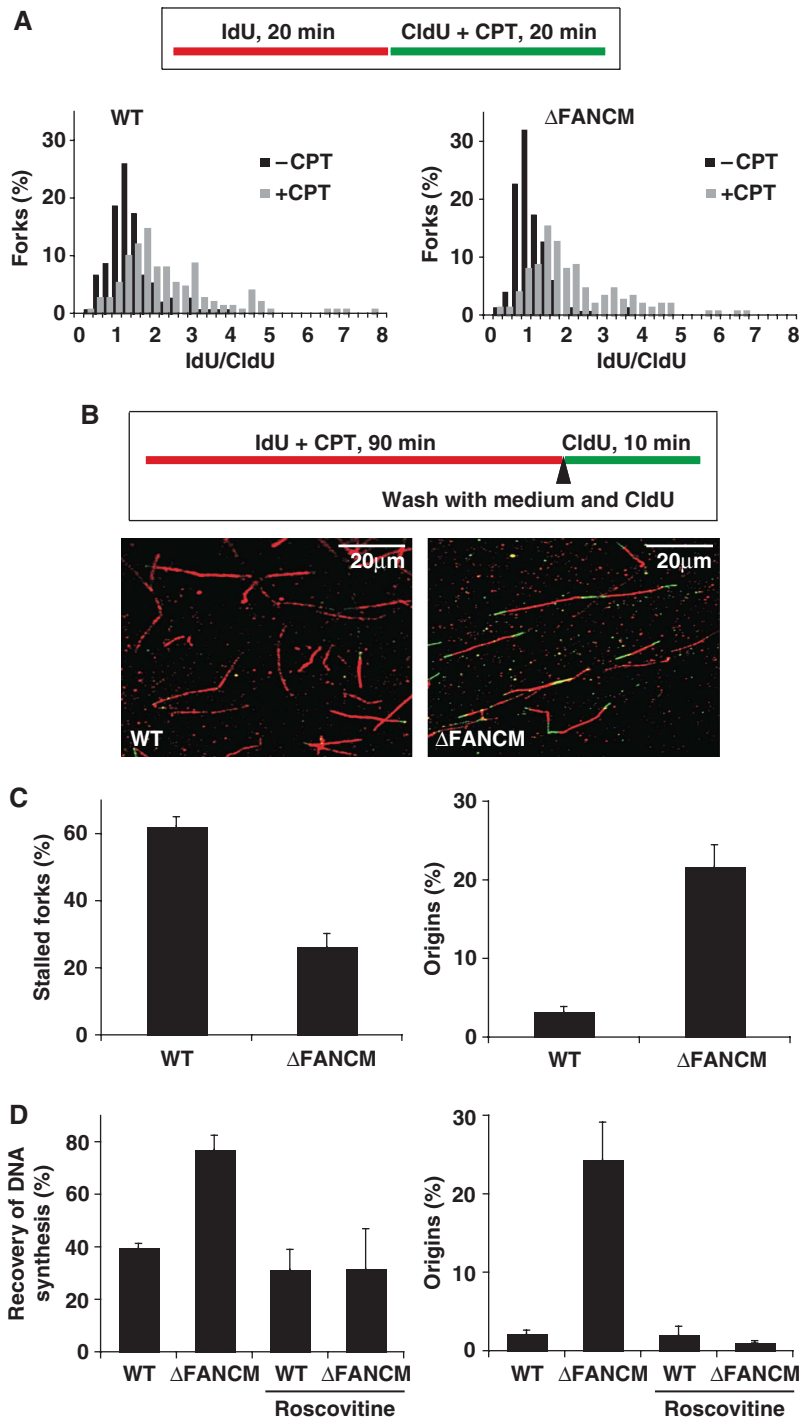 A
IdU, 20 min
CldU + CPT, 20 min
WT
ΔFANCM
–CPT
+CPT
–CPT
+CPT
Forks (%)
30
20
10
0
0 1 2 3 4 5 6 7 8
IdU/CldU
Forks (%)
30
20
10
0
0 1 2 3 4 5 6 7 8
IdU/CldU
B
IdU + CPT, 90 min
CldU, 10 min
Wash with medium and CldU
20μm
WT
20μm
ΔFANCM
C
Stalled forks (%)
60
40
20
0
WT ΔFANCM
Origins (%)
30
20
10
0
WT ΔFANCM
D
Recovery of DNA
synthesis (%)
80
60
40
20
0
WT ΔFANCM WT ΔFANCM
Roscovitine
Origins (%)
30
20
10
0
WT ΔFANCM WT ΔFANCM
Roscovitine